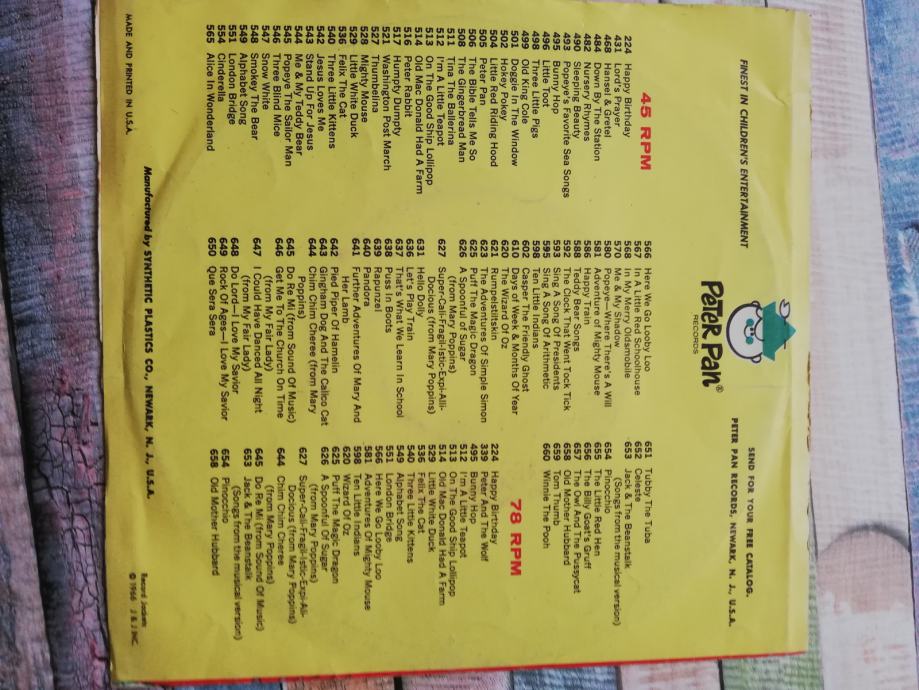 FINEST IN CHILDREN'S ENTERTAINMENT
PETER PAN®
RECORDS
SEND FOR YOUR FREE CATALOG.
PETER PAN RECORDS, NEWARK, N. J., U.S.A.
45 RPM
224 Happy Birthday
431 Lord's Prayer
468 Hansel & Gretel
484 Down By The Station
482 Nursery Rhymes
490 Sleeping Beauty
493 Popeye's Favorite Sea Songs
495 Bunny Hop
496 Little Toot
498 Three Little Pigs
499 Old King Cole
501 Doggie In The Window
502 Hokey Pokey
504 Little Red Riding Hood
505 Peter Pan
506 The Bible Tells Me So
508 The Gingerbread Man
511 Tina The Ballerina
512 I'm A Little Teapot
513 On The Good Ship Lollipop
514 Old Mac Donald Had A Farm
515 Peter Rabbit
517 Humpty Dumpty
521 Washington Post March
527 Thumbelina
528 Mighty Mouse
529 Little White Duck
536 Felix The Cat
540 Three Little Kittens
542 Jesus Loves Me
543 Stand Up For Jesus
544 Me & My Teddy Bear
545 Popeye The Sailor Man
546 Three Blind Mice
547 Snow White
548 Smokey The Bear
549 Alphabet Song
551 London Bridge
554 Cinderella
565 Alice In Wonderland
566 Here We Go Looby Loo
567 In A Little Red Schoolhouse
568 In My Merry Oldsmobile
570 Me & My Shadow
580 Popeye—Where There's A Will
581 Adventure of Mighty Mouse
586 Happy Trail
588 Teddy Bear Songs
592 The Clock That Went Tock Tick
593 Sing A Song Of Presidents
595 Sing A Song Of Arithmetic
598 Ten Little Indians
602 Casper The Friendly Ghost
610 Days of Week & Months Of Year
620 The Wizard Of Oz
621 Rumpelstiltskin
623 The Adventures Of Simple Simon
625 Puff The Magic Dragon
626 A Spoonful of Sugar
(from Mary Poppins)
627 Super-Cali-Fragil-Istic-Expi-Ali-
Docious (from Mary Poppins)
631 Hello Dolly
636 Let's Play Train
637 That's What We Learn In School
638 Puss In Boots
639 Rapunzel
640 Pandora
641 Further Adventures Of Mary And
Her Lamb
642 Pied Piper Of Hamelin
643 Gingham Dog And The Calico Cat
644 Chim Chim Cheree (from Mary
Poppins)
645 Do Re Mi (from Sound Of Music)
646 Get Me To The Church On Time
(from My Fair Lady)
647 I Could Have Danced All Night
(from My Fair Lady)
648 Do Lord—I Love My Savior
649 Rock Of Ages—I Love My Savior
650 Que Sera Sera
651 Tubby The Tuba
652 Celeste
653 Jack & The Beanstalk
654 Pinocchio
(Songs from the musical version)
655 The Little Red Hen
656 The Billy Goat's Gruff
657 The Owl And The Pussycat
658 Old Mother Hubbard
659 Tom Thumb
660 Winnie The Pooh
78 RPM
224 Happy Birthday
339 Peter And The Wolf
495 Bunny Hop
512 I'm A Little Teapot
513 On The Good Ship Lollipop
514 Old Mac Donald Had A Farm
529 Little White Duck
536 Felix The Cat
540 Three Little Kittens
549 Alphabet Song
551 London Bridge
566 Here We Go Looby Loo
581 Adventures Of Mighty Mouse
598 Ten Little Indians
620 Wizard Of Oz
625 Puff The Magic Dragon
626 A Spoonful Of Sugar
(from Mary Poppins)
627 Super-Cali-Fragil-Istic-Expi-Ali-
Docious (from Mary Poppins)
644 Chim Chim Cheree
(from Mary Poppins)
645 Do Re Mi (from Sound Of Music)
653 Jack & The Beanstalk
(Songs from the musical version)
654 Pinocchio
658 Old Mother Hubbard
MADE AND PRINTED IN U.S.A.
Manufactured by SYNTHETIC PLASTICS CO., NEWARK, N. J., U.S.A.
Record Jackets
© 1966 J & J INC.